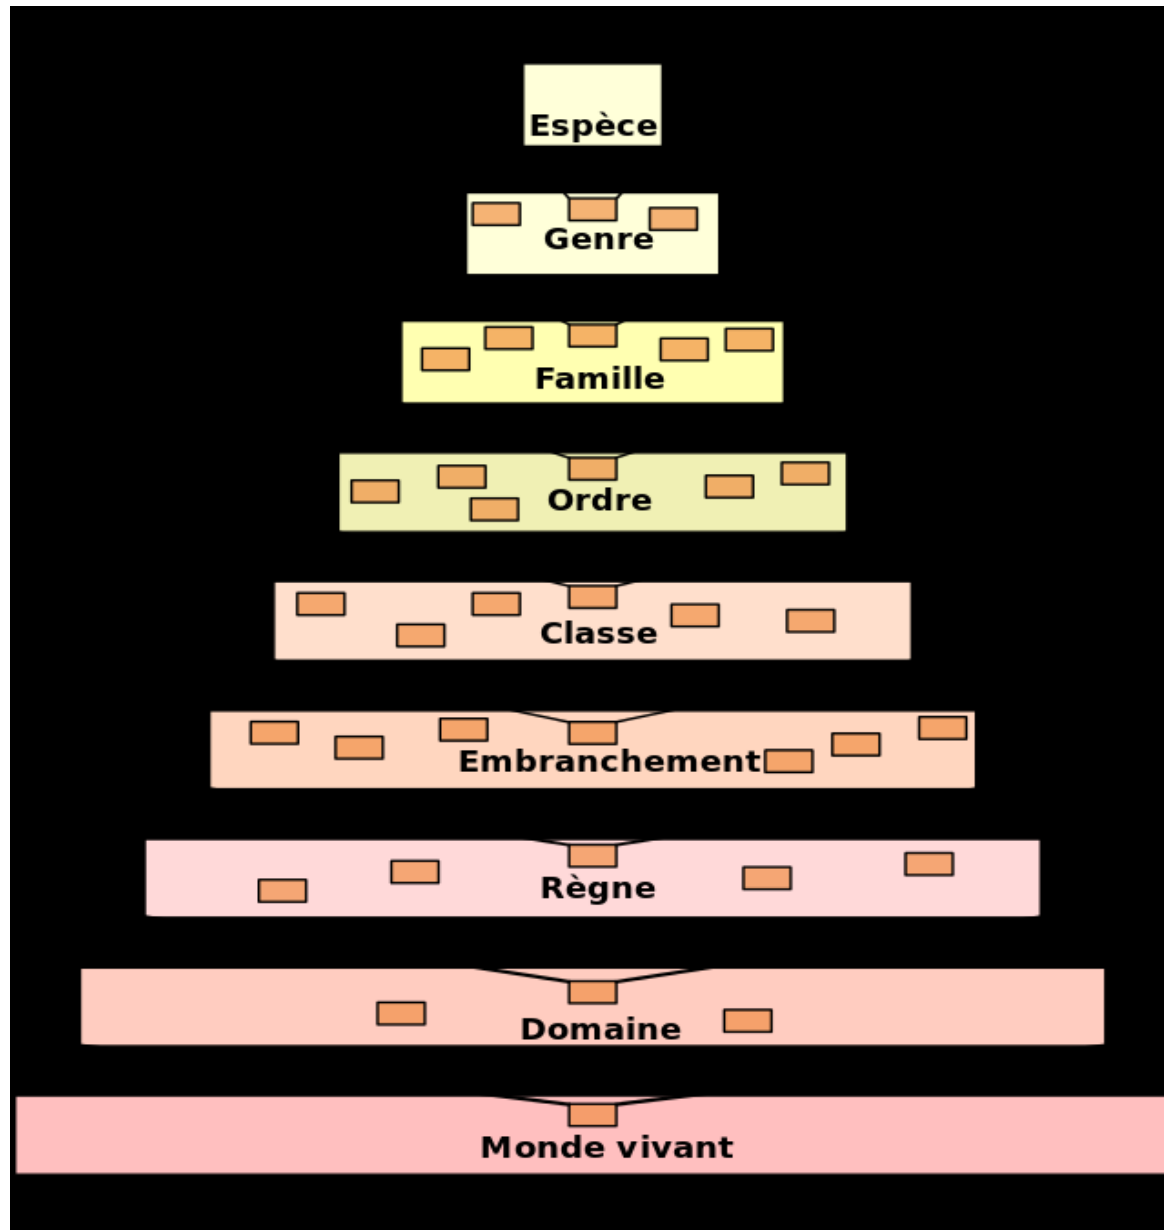 Espèce
Genre
Famille
Ordre
Classe
Embranchement
Règne
Domaine
Monde vivant